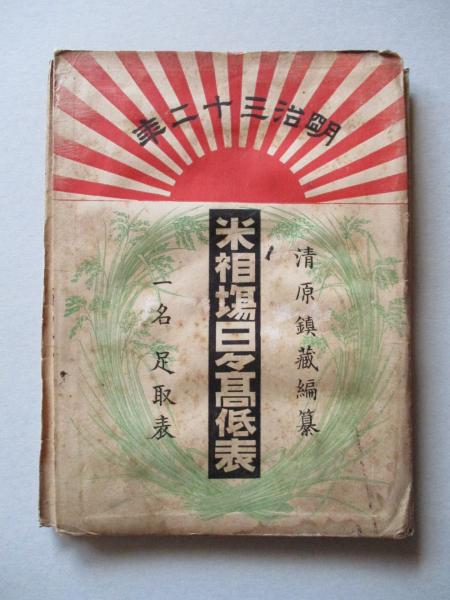 明治三十二年
清原鎮藏編纂
米相場日々髙低表
一名 足取表